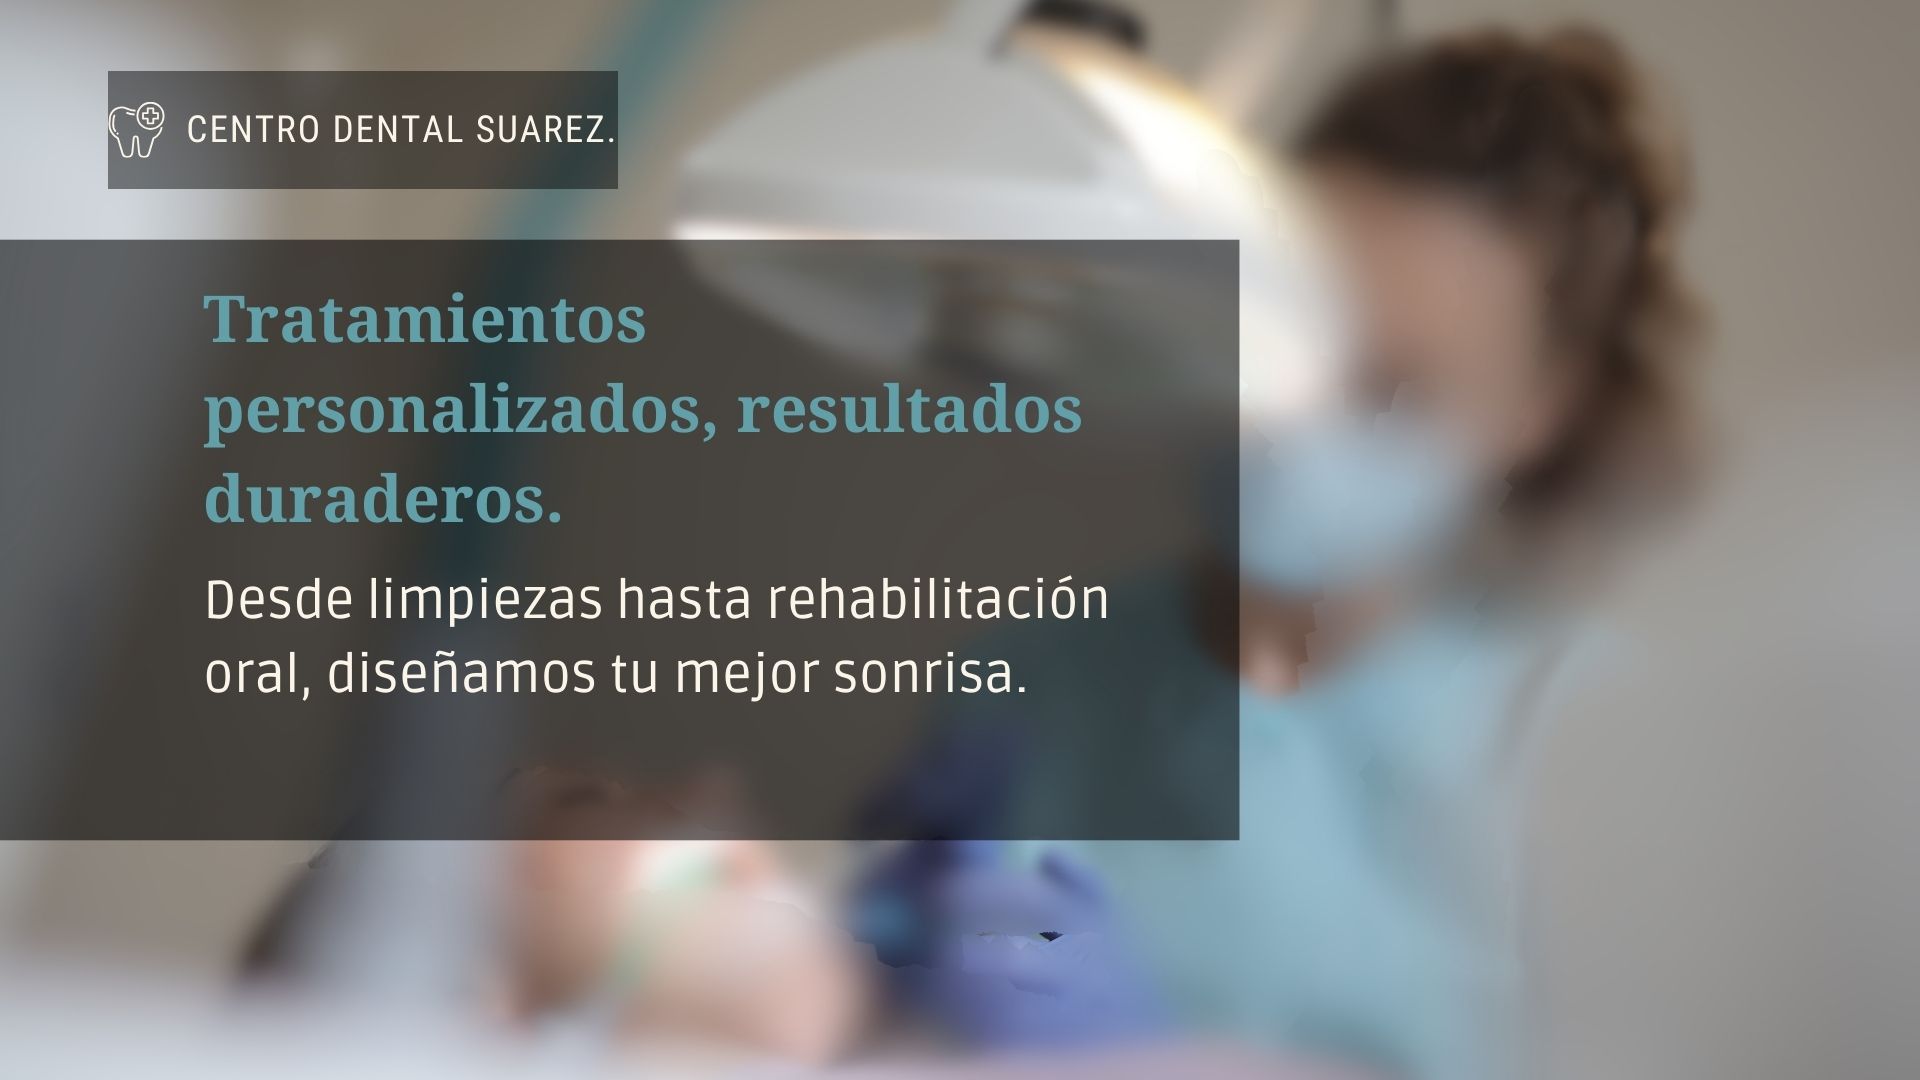 CENTRO DENTAL SUAREZ.
Tratamientos
personalizados, resultados
duraderos.
Desde limpiezas hasta rehabilitación
oral, diseñamos tu mejor sonrisa.